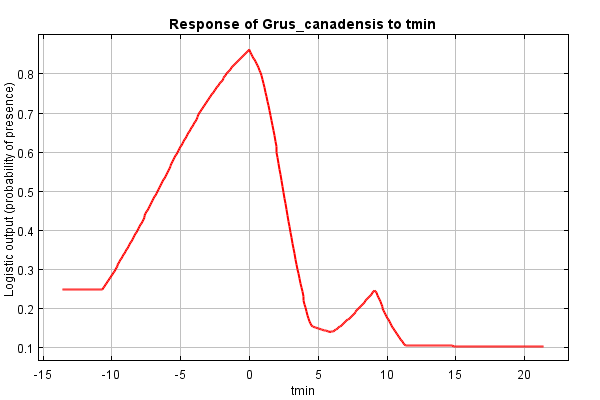 Response of Grus_canadensis to tmin
Logistic output (probability of presence)
0.8
0.7
0.6
0.5
0.4
0.3
0.2
0.1
-15 -10 -5 0 5 10 15 20
tmin